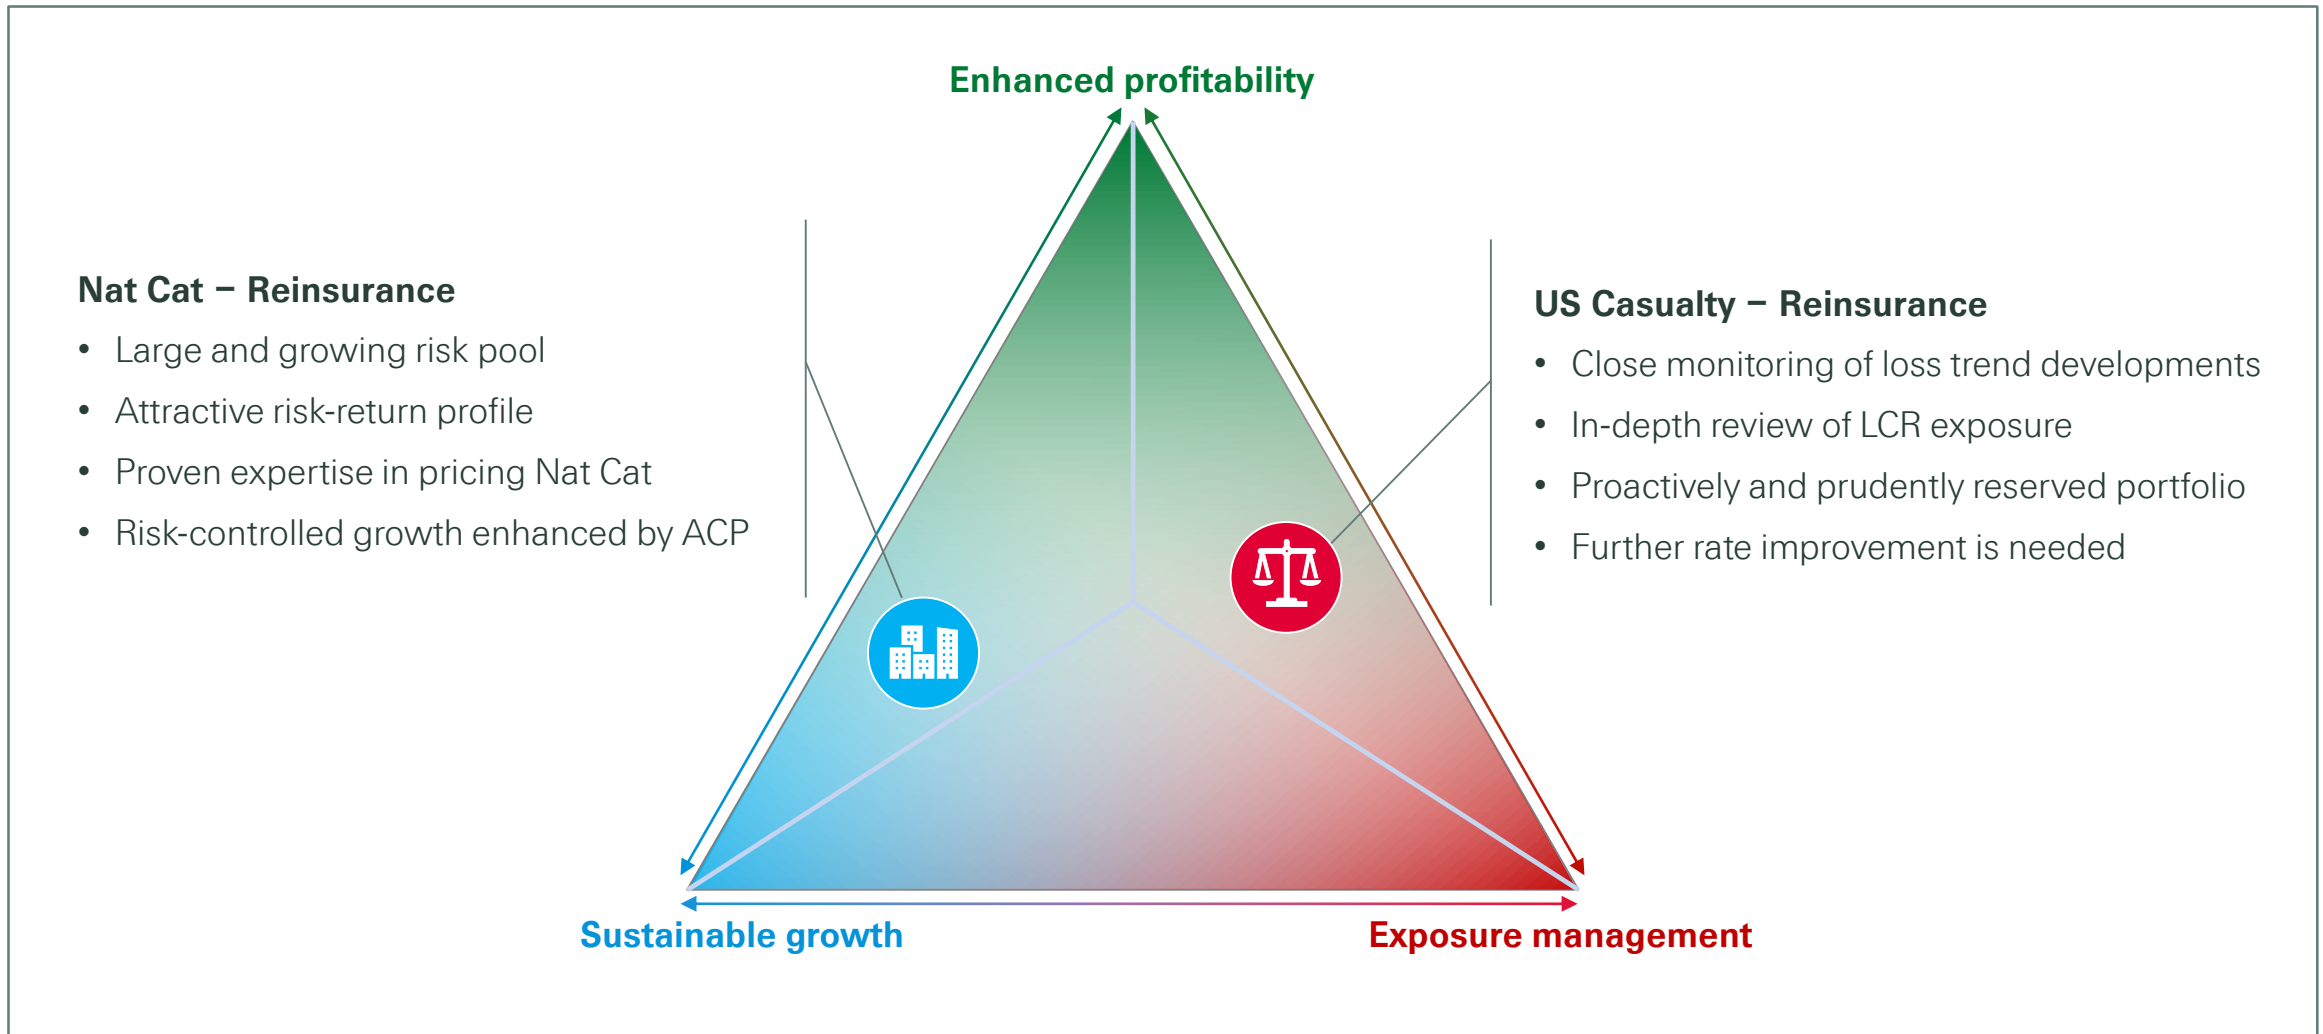 Enhanced profitability
Nat Cat – Reinsurance
• Large and growing risk pool
• Attractive risk-return profile
• Proven expertise in pricing Nat Cat
• Risk-controlled growth enhanced by ACP
US Casualty – Reinsurance
• Close monitoring of loss trend developments
• In-depth review of LCR exposure
• Proactively and prudently reserved portfolio
• Further rate improvement is needed
Sustainable growth
Exposure management